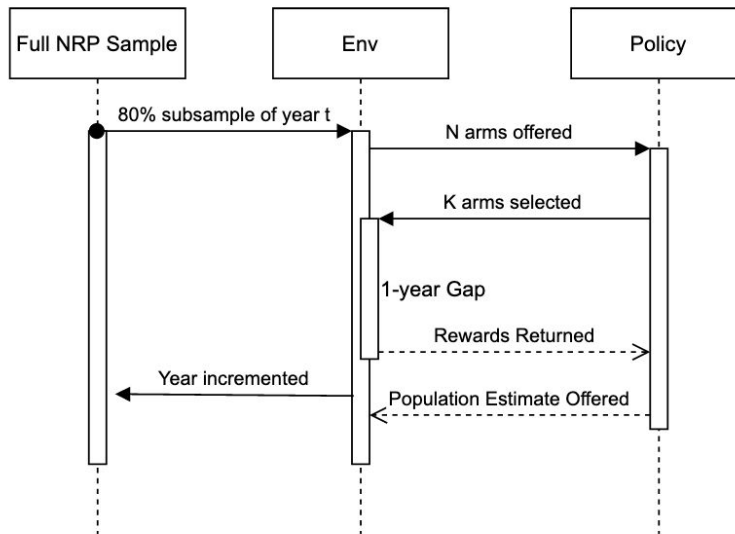 Full NRP Sample
Env
Policy
80% subsample of year t
N arms offered
K arms selected
1-year Gap
Rewards Returned
Year incremented
Population Estimate Offered